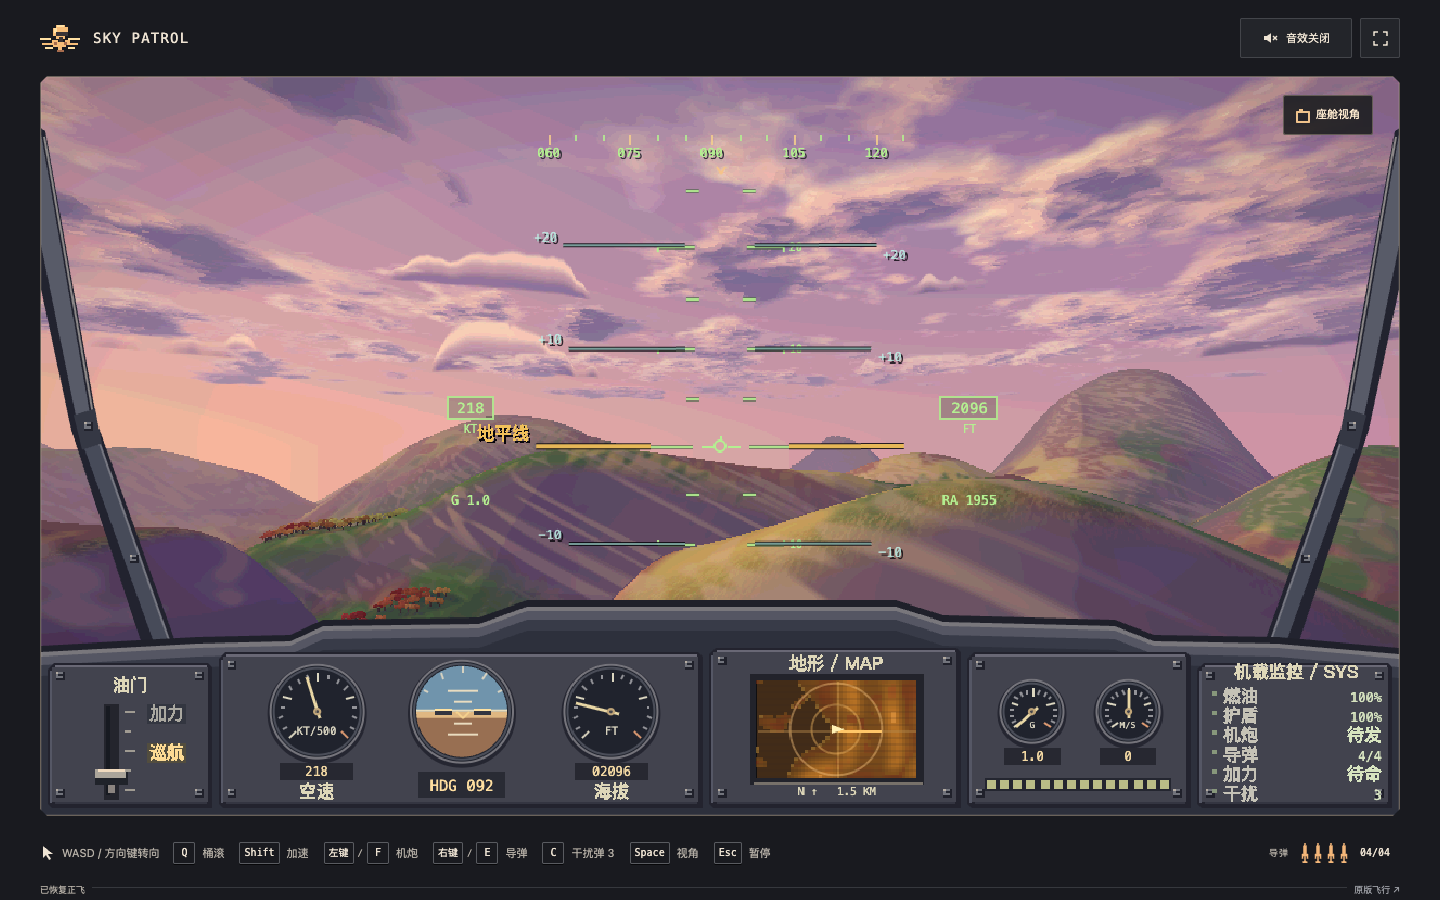 SKY PATROL
音效关闭
座舱视角
060 075 090 105 120
+20 +20
+10 +10
218 2096
KT FT
地平线
G 1.0 RA 1955
-10 -10
油门
加力
巡航
KT/500
218
空速
HDG 092
FT
02096
海拔
地形 / MAP
N ↑ 1.5 KM
G
1.0
M/S
0
机载监控 / SYS
燃油 100%
护盾 100%
机炮 待发
导弹 4/4
加力 待命
干扰 3
WASD / 方向键转向 Q 桶滚 Shift 加速 左键 / F 机炮 右键 / E 导弹 C 干扰弹 3 Space 视角 Esc 暂停
导弹 04/04
已恢复正飞
原版飞行 ↗